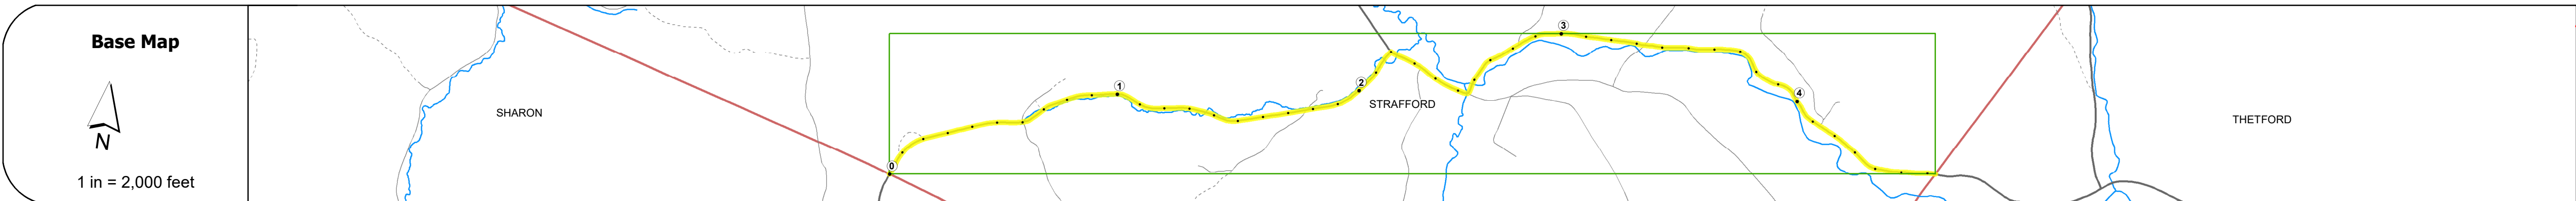 Base Map
N
1 in = 2,000 feet
SHARON
0
1
2
STRAFFORD
3
4
THETFORD